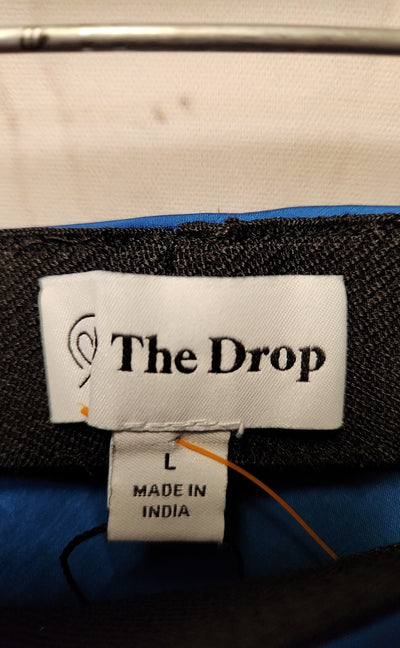 The Drop
L
MADE IN
INDIA